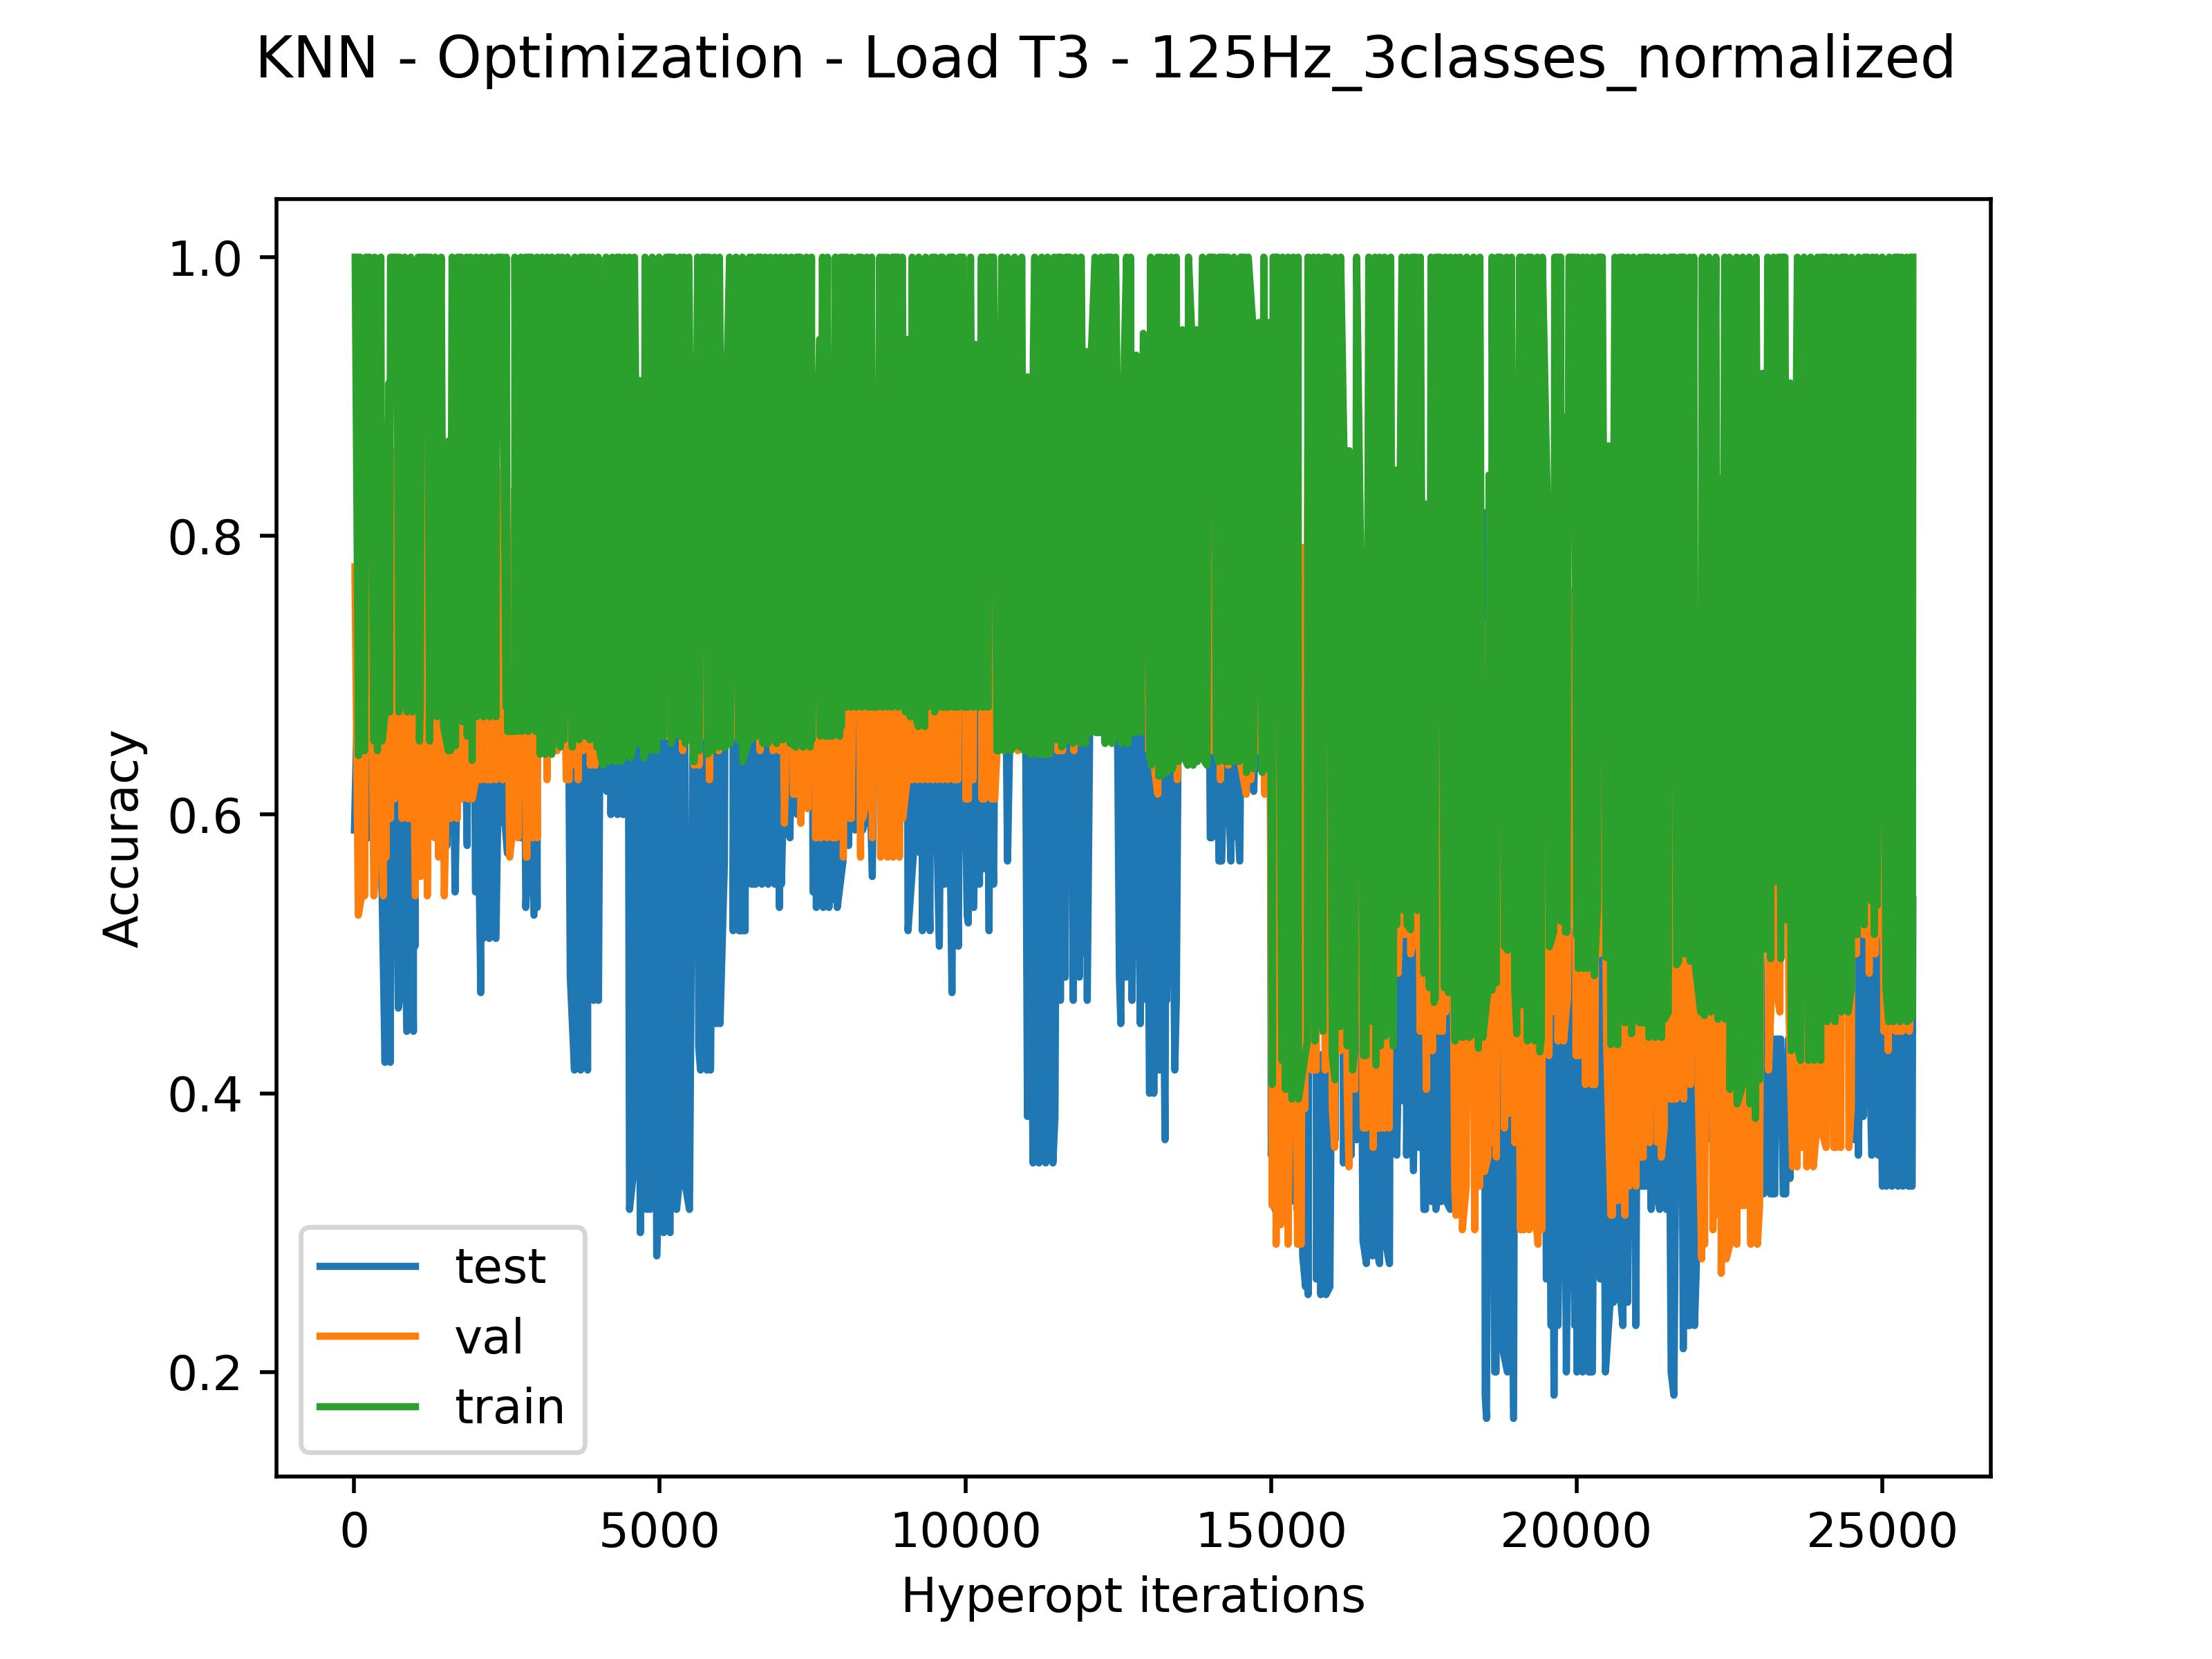 KNN - Optimization - Load T3 - 125Hz_3classes_normalized
1.0
0.8
0.6
0.4
0.2
Accuracy
test
val
train
0 5000 10000 15000 20000 25000
Hyperopt iterations